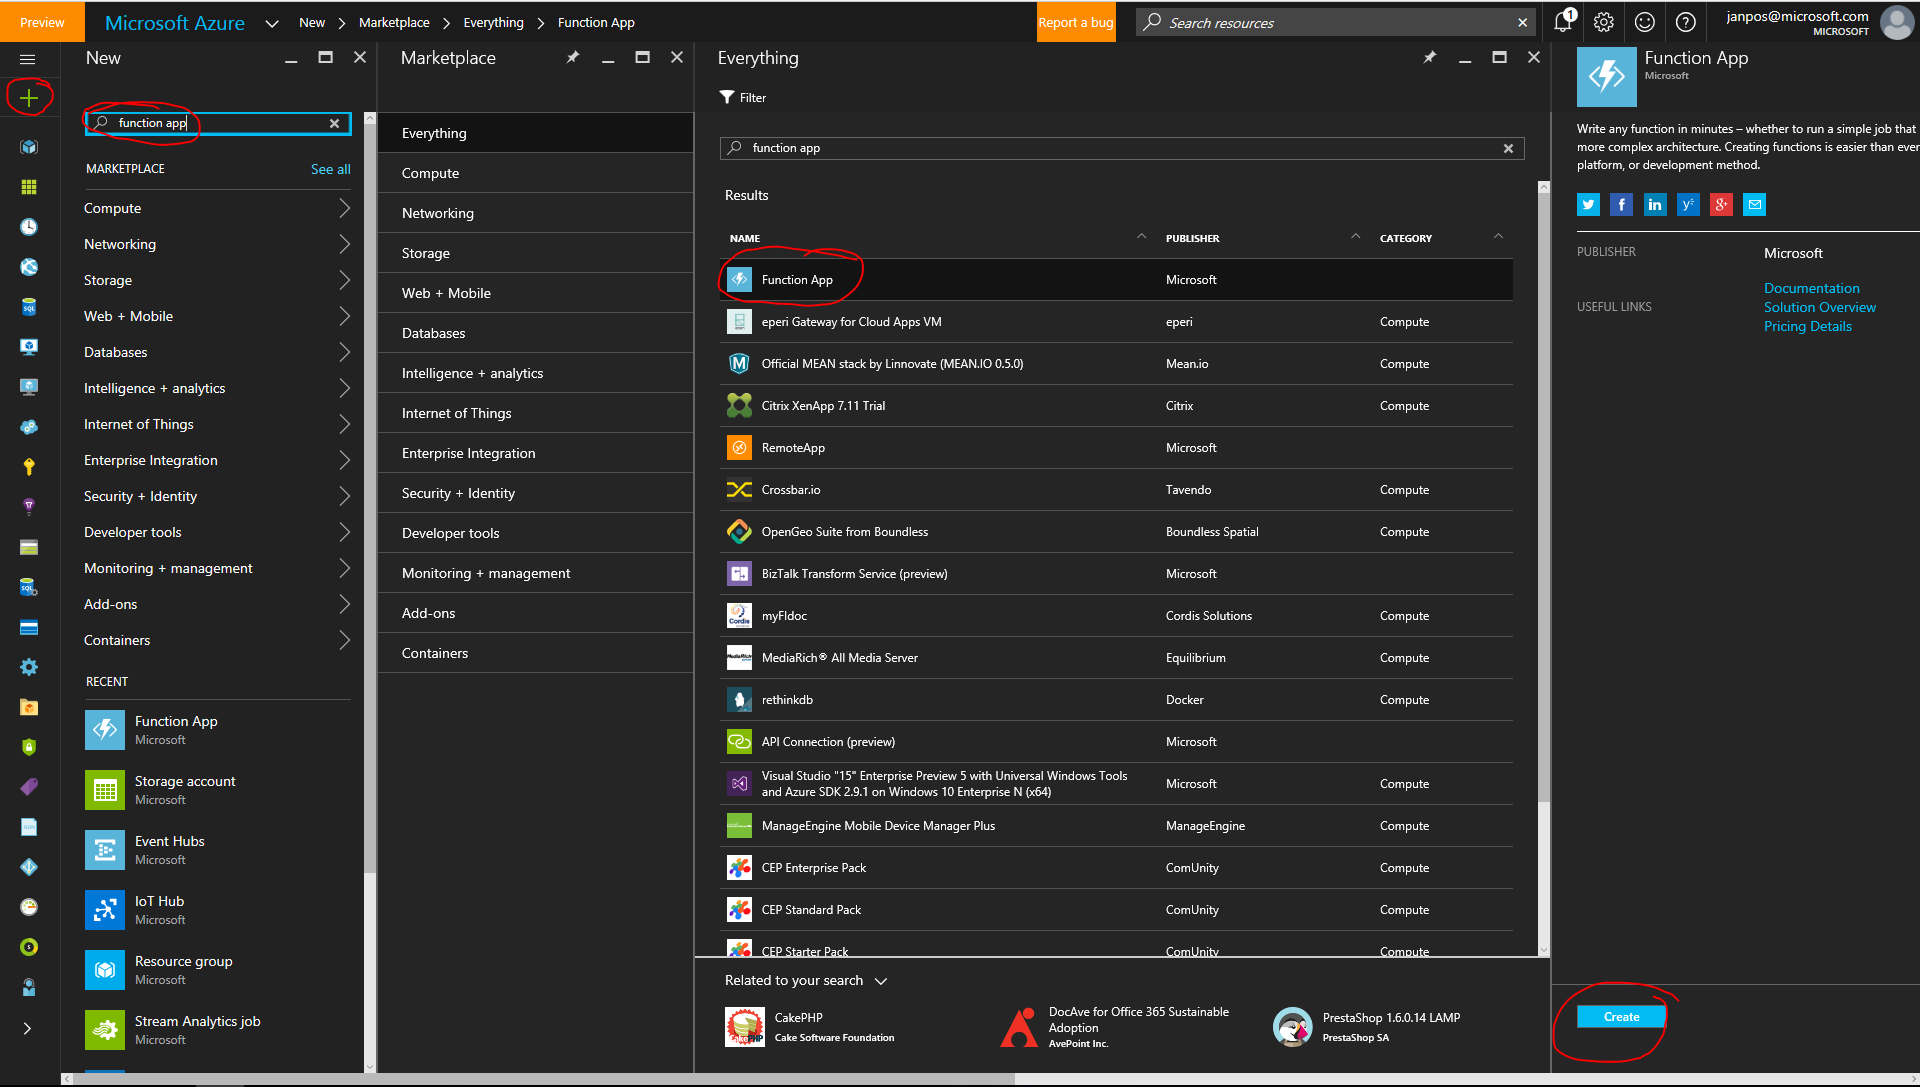 Preview
Microsoft Azure
New
Marketplace
Everything
Function App
Report a bug
Search resources
1
janpos@microsoft.com
MICROSOFT
New
function app
MARKETPLACE
See all
Compute
Networking
Storage
Web + Mobile
Databases
Intelligence + analytics
Internet of Things
Enterprise Integration
Security + Identity
Developer tools
Monitoring + management
Add-ons
Containers
RECENT
Function App
Microsoft
Storage account
Microsoft
Event Hubs
Microsoft
IoT Hub
Microsoft
Resource group
Microsoft
Stream Analytics job
Microsoft
Marketplace
Everything
Compute
Networking
Storage
Web + Mobile
Databases
Intelligence + analytics
Internet of Things
Enterprise Integration
Security + Identity
Developer tools
Monitoring + management
Add-ons
Containers
Everything
Filter
function app
Results
NAME PUBLISHER CATEGORY
Function App Microsoft
eperi Gateway for Cloud Apps VM eperi Compute
Official MEAN stack by Linnovate (MEAN.IO 0.5.0) Mean.io Compute
Citrix XenApp 7.11 Trial Citrix Compute
RemoteApp Microsoft
Crossbar.io Tavendo Compute
OpenGeo Suite from Boundless Boundless Spatial Compute
BizTalk Transform Service (preview) Microsoft
myFIdoc Cordis Solutions Compute
MediaRich® All Media Server Equilibrium Compute
rethinkdb Docker Compute
API Connection (preview) Microsoft
Visual Studio "15" Enterprise Preview 5 with Universal Windows Tools
and Azure SDK 2.9.1 on Windows 10 Enterprise N (x64) Microsoft Compute
ManageEngine Mobile Device Manager Plus ManageEngine Compute
CEP Enterprise Pack ComUnity Compute
CEP Standard Pack ComUnity Compute
CEP Starter Pack ComUnity Compute
Related to your search
CakePHP
Cake Software Foundation
DocAve for Office 365 Sustainable
Adoption
AvePoint Inc.
PrestaShop 1.6.0.14 LAMP
PrestaShop SA
Function App
Microsoft
Write any function in minutes – whether to run a simple job that
more complex architecture. Creating functions is easier than ever
platform, or development method.
PUBLISHER Microsoft
USEFUL LINKS
Documentation
Solution Overview
Pricing Details
Create